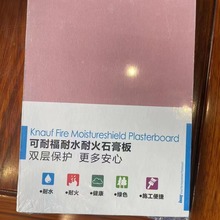 Knauf Fire Moistureshield Plasterboard
可耐福耐水耐火石膏板
双层保护 更多安心
耐水 耐火 健康 绿色 施工便捷